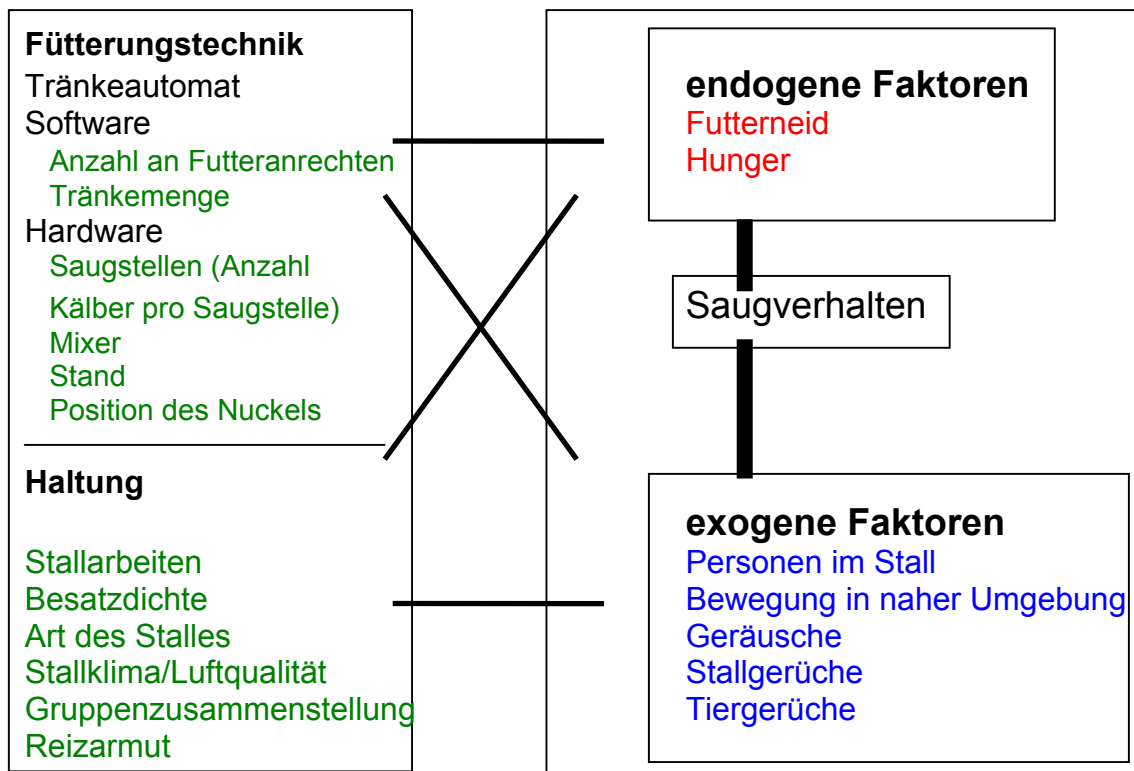 Fütterungstechnik
Tränkeautomat
Software
Anzahl an Futteranrechten
Tränkemenge
Hardware
Saugstellen (Anzahl
Kälber pro Saugstelle)
Mixer
Stand
Position des Nuckels
Haltung
Stallarbeiten
Besatzdichte
Art des Stalles
Stallklima/Luftqualität
Gruppenzusammenstellung
Reizarmut
endogene Faktoren
Futterneid
Hunger
Saugverhalten
exogene Faktoren
Personen im Stall
Bewegung in naher Umgebung
Geräusche
Stallgerüche
Tiergerüche